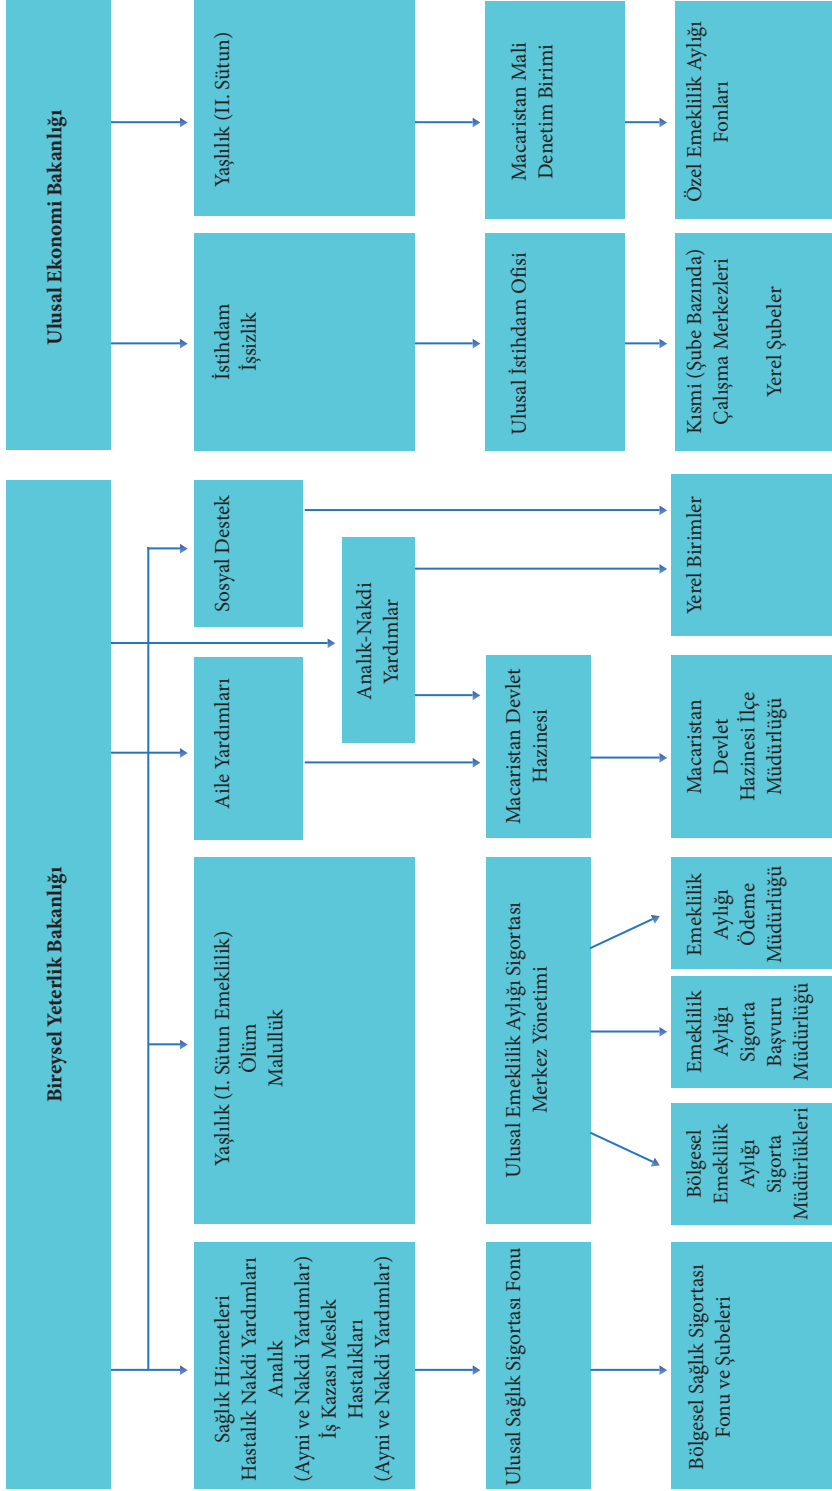 Bireysel Yeterlik Bakanlığı
Ulusal Ekonomi Bakanlığı
Sağlık Hizmetleri
Hastalık Nakdi Yardımları
Analık
(Ayni ve Nakdi Yardımlar)
İş Kazası Meslek
Hastalıkları
(Ayni ve Nakdi Yardımlar)
Yaşlılık (I. Sütun Emeklilik)
Ölüm
Malullük
Aile Yardımları
Sosyal Destek
İstihdam
İşsizlik
Yaşlılık (II. Sütun)
Analık-Nakdi
Yardımlar
Ulusal Sağlık Sigortası Fonu
Ulusal Emeklilik Aylığı Sigortası
Merkez Yönetimi
Macaristan Devlet
Hazinesi
Ulusal İstihdam Ofisi
Macaristan Mali
Denetim Birimi
Bölgesel Sağlık Sigortası
Fonu ve Şubeleri
Bölgesel
Emeklilik
Aylığı
Sigorta
Müdürlükleri
Emeklilik
Aylığı
Sigorta
Başvuru
Müdürlüğü
Emeklilik
Aylığı
Ödeme
Müdürlüğü
Macaristan
Devlet
Hazinesi İlçe
Müdürlüğü
Yerel Birimler
Kısmi (Şube Bazında)
Çalışma Merkezleri
Yerel Şubeler
Özel Emeklilik Aylığı
Fonları